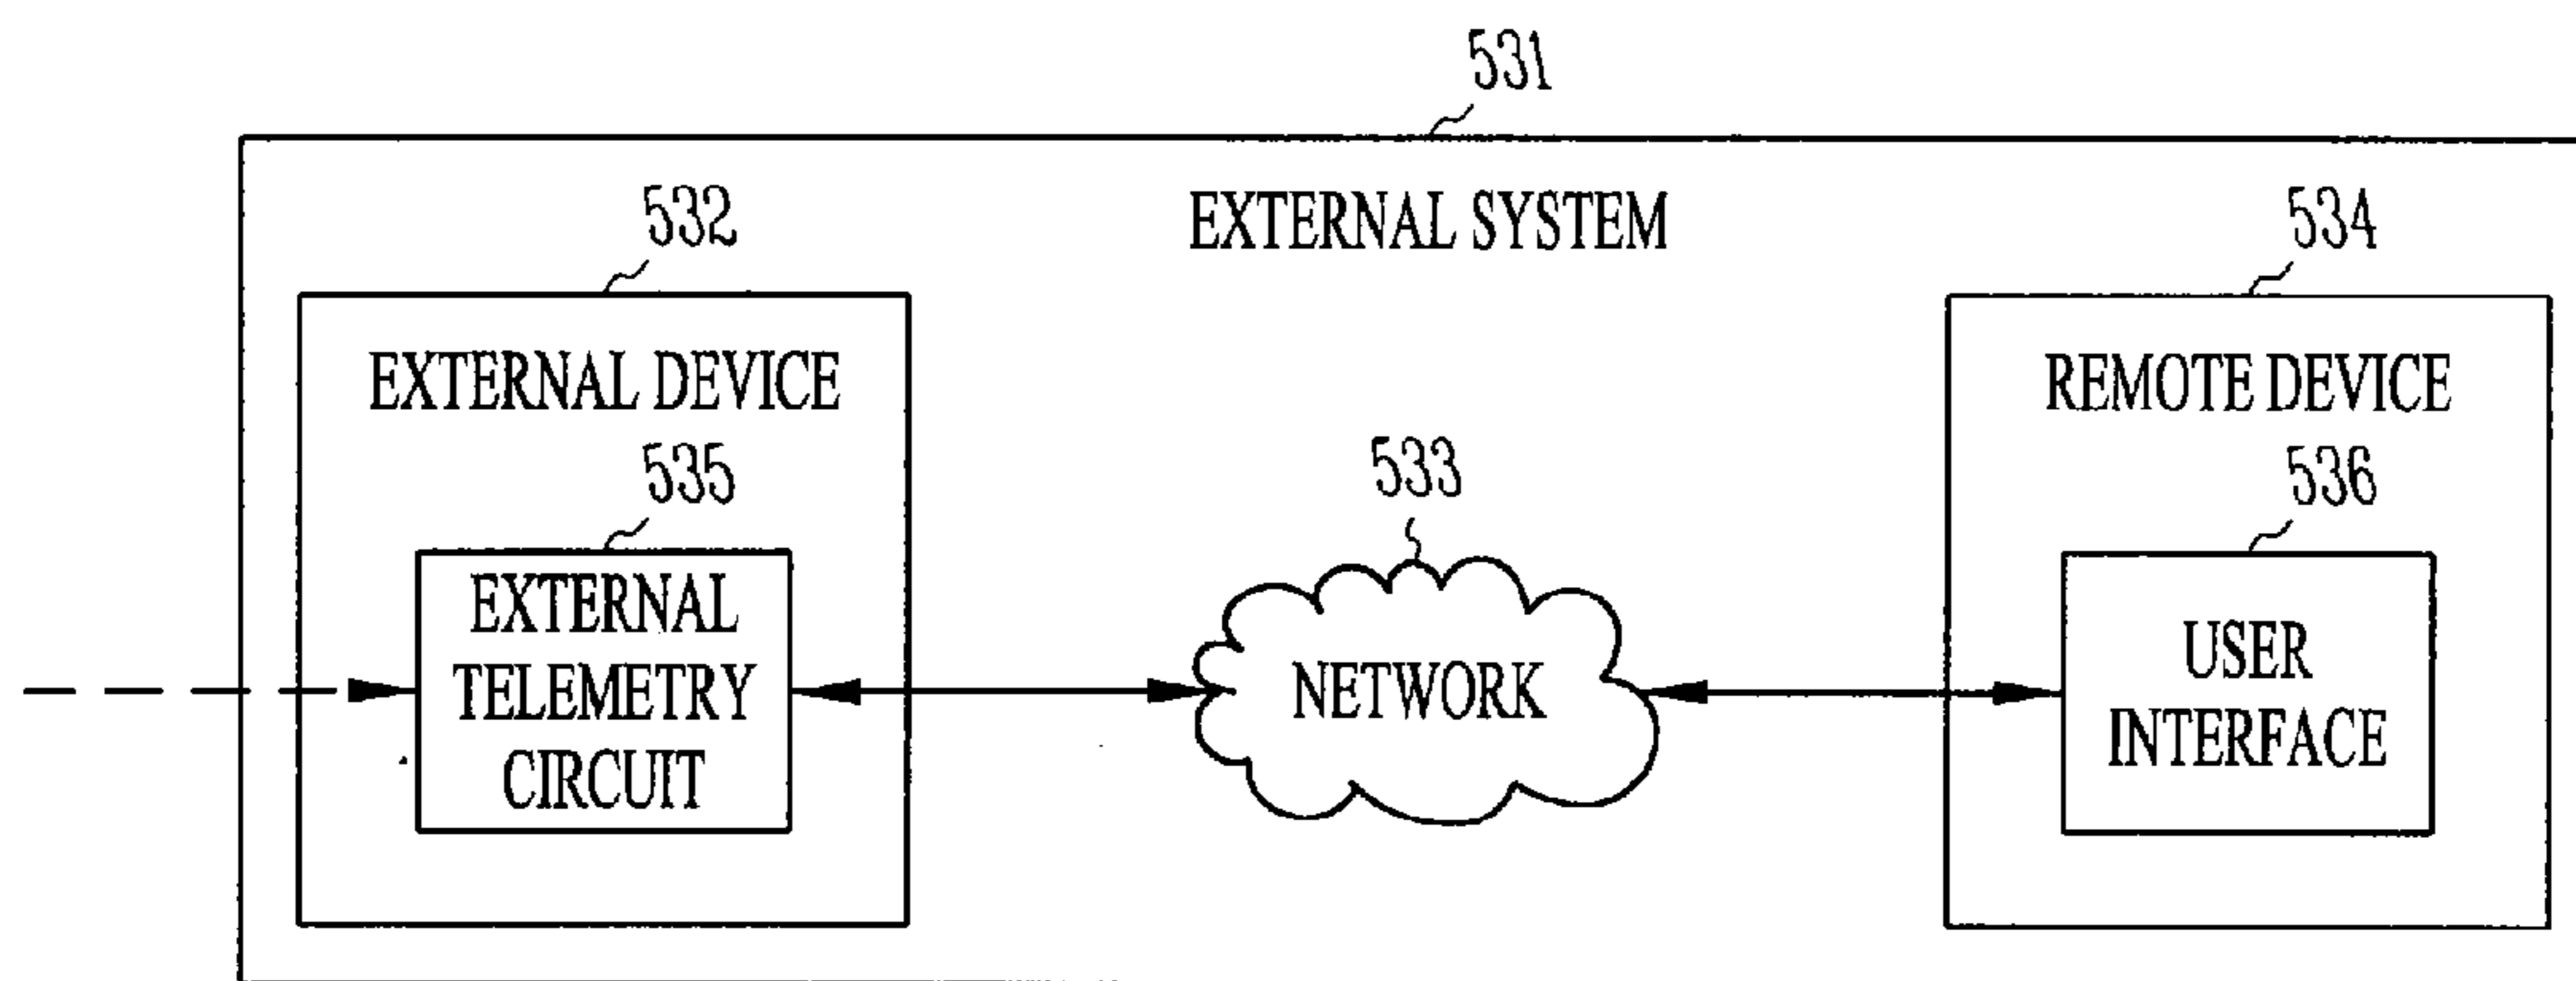 531
EXTERNAL SYSTEM
532
EXTERNAL DEVICE
535
EXTERNAL
TELEMETRY
CIRCUIT
533
NETWORK
534
REMOTE DEVICE
536
USER
INTERFACE